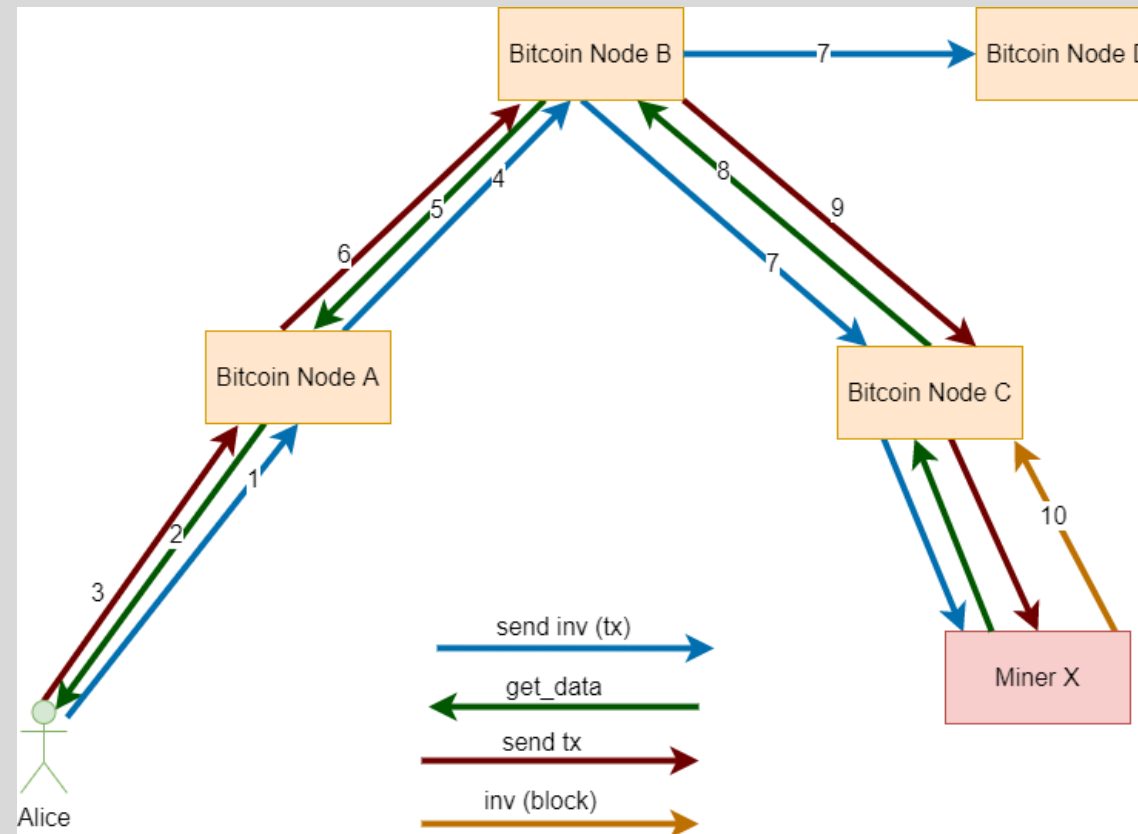 Bitcoin Node B
7
Bitcoin Node D
4
8
5
9
6
7
Bitcoin Node A
Bitcoin Node C
1
10
2
3
send inv (tx)
get_data
Miner X
send tx
inv (block)
Alice